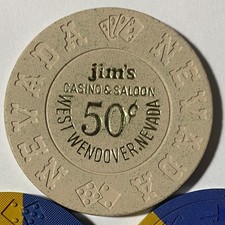 NEVADA
NEVADA
jim's
CASINO & SALOON
50¢
WEST WENDOVER, NEVADA